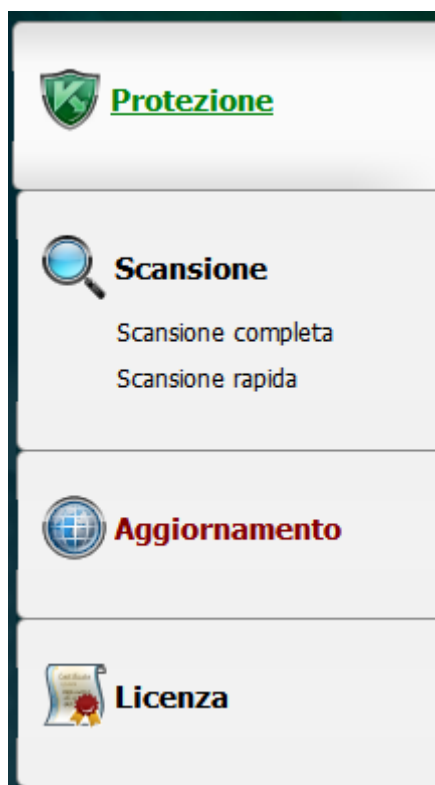 Protezione
Scansione
Scansione completa
Scansione rapida
Aggiornamento
Licenza